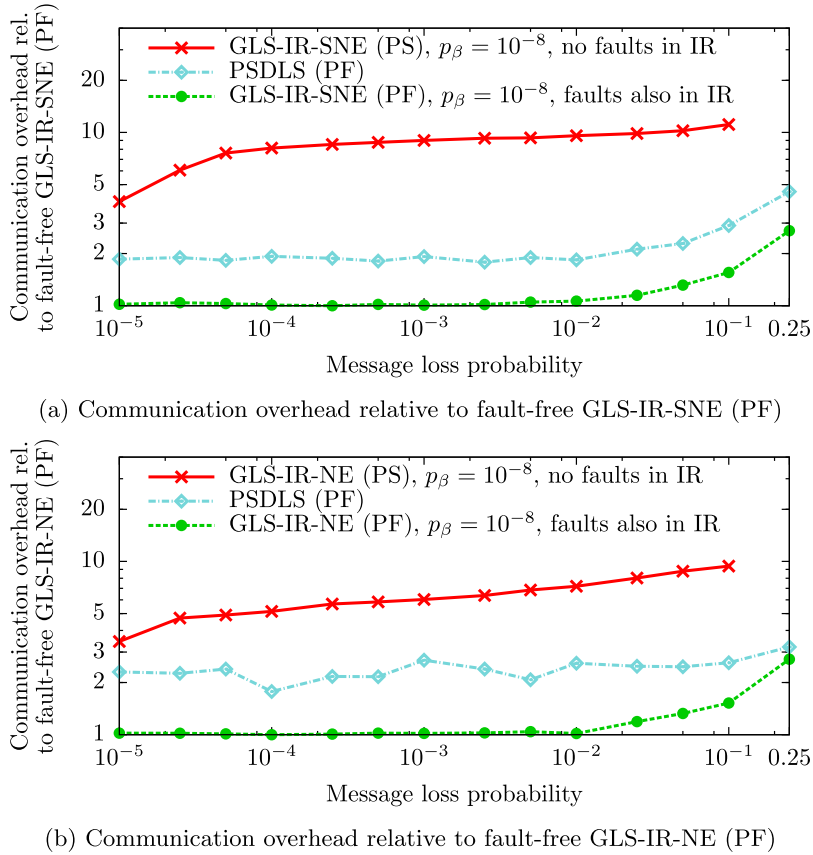 Communication overhead rel.
to fault-free GLS-IR-SNE (PF)
GLS-IR-SNE (PS), p_β = 10⁻⁸, no faults in IR
PSDLS (PF)
GLS-IR-SNE (PF), p_β = 10⁻⁸, faults also in IR
20
10
5
3
2
1
10⁻⁵ 10⁻⁴ 10⁻³ 10⁻² 10⁻¹ 0.25
Message loss probability
(a) Communication overhead relative to fault-free GLS-IR-SNE (PF)
Communication overhead rel.
to fault-free GLS-IR-NE (PF)
GLS-IR-NE (PS), p_β = 10⁻⁸, no faults in IR
PSDLS (PF)
GLS-IR-NE (PF), p_β = 10⁻⁸, faults also in IR
20
10
5
3
2
1
10⁻⁵ 10⁻⁴ 10⁻³ 10⁻² 10⁻¹ 0.25
Message loss probability
(b) Communication overhead relative to fault-free GLS-IR-NE (PF)